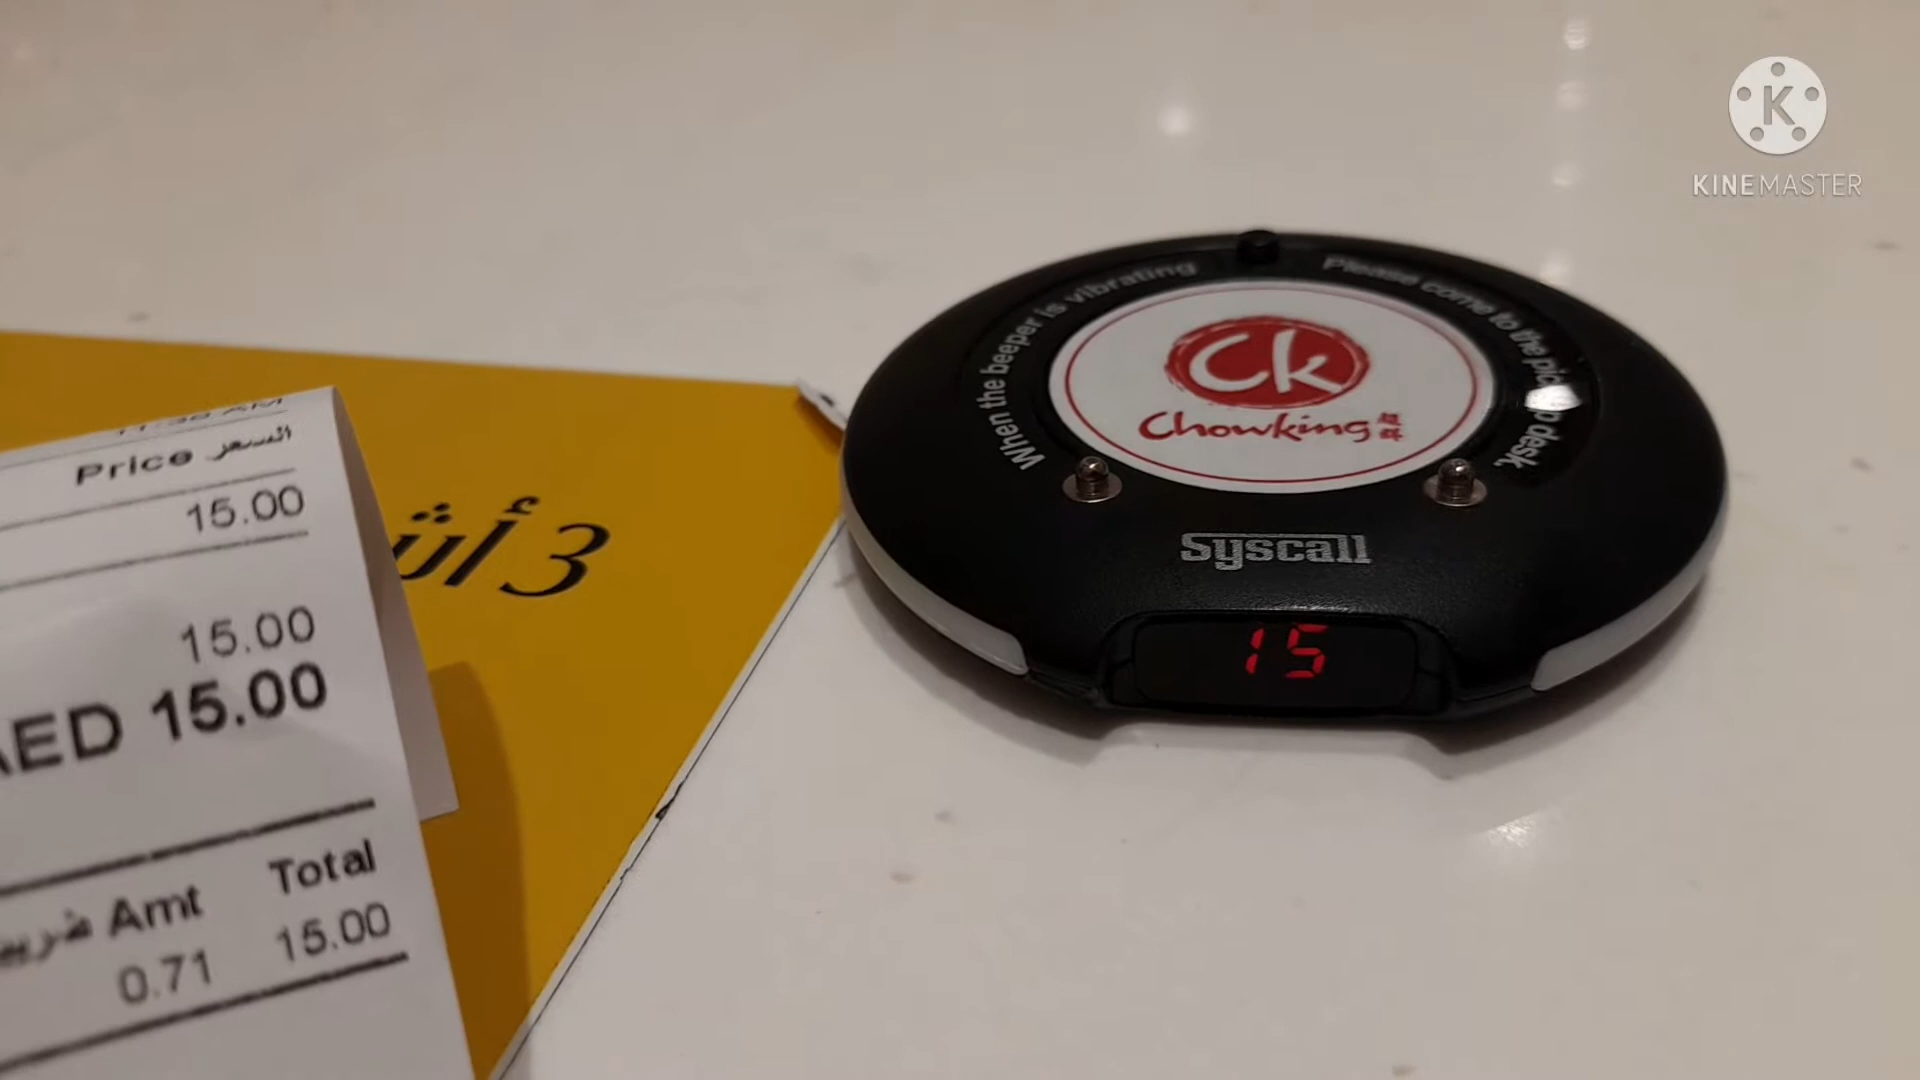 KINEMASTER
When the beeper is vibrating
Please come to the pick up desk.
Ck
Chowking
Syscall
15
Price السعر
15.00
15.00
AED 15.00
Amt Total
0.71 15.00
3